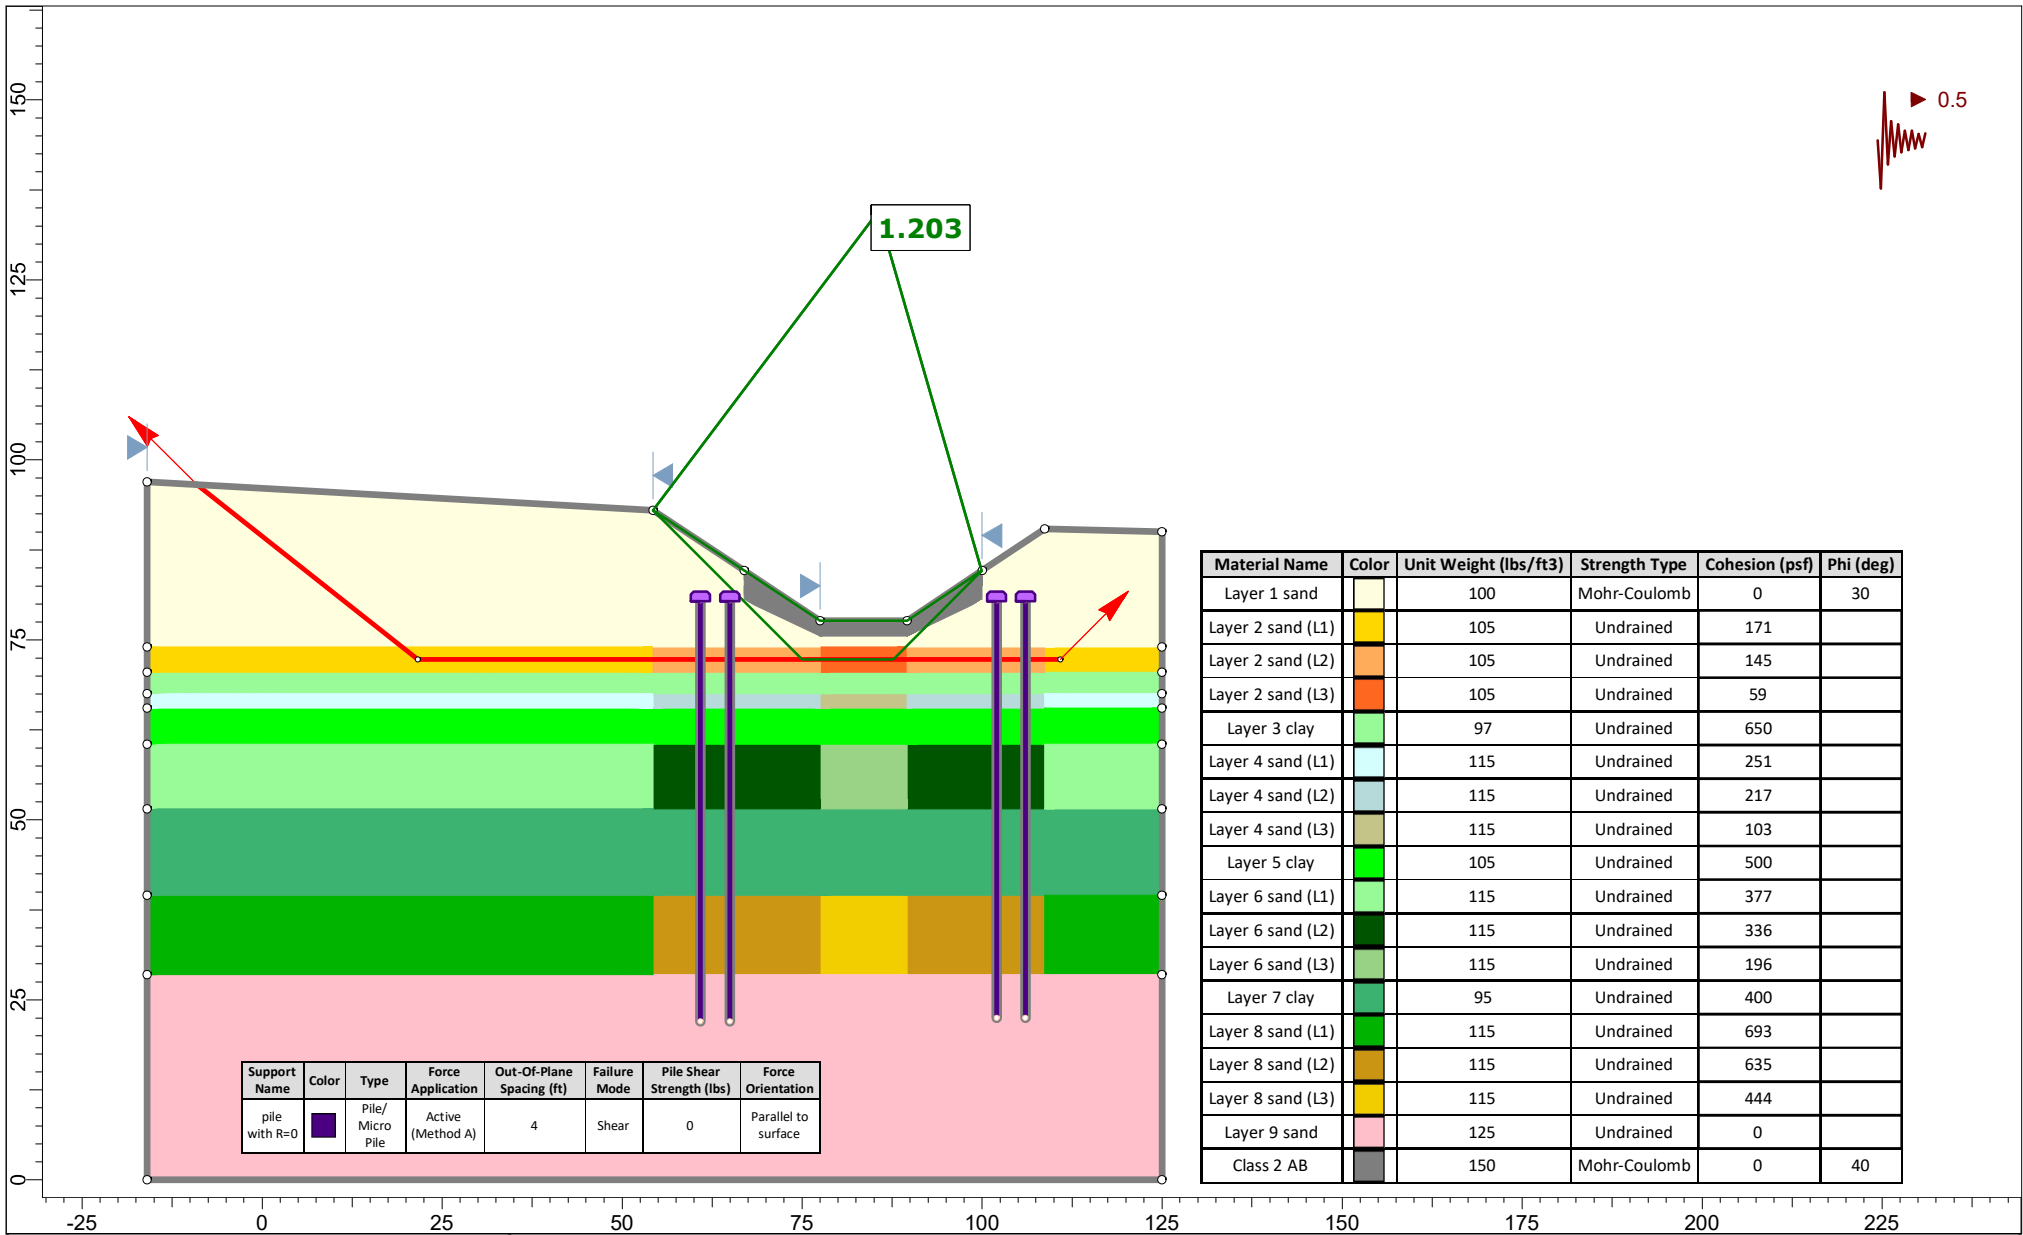 150
125
100
75
50
25
0
0.5
1.203
Material Name Color Unit Weight (lbs/ft3) Strength Type Cohesion (psf) Phi (deg)
Layer 1 sand 100 Mohr-Coulomb 0 30
Layer 2 sand (L1) 105 Undrained 171
Layer 2 sand (L2) 105 Undrained 145
Layer 2 sand (L3) 105 Undrained 59
Layer 3 clay 97 Undrained 650
Layer 4 sand (L1) 115 Undrained 251
Layer 4 sand (L2) 115 Undrained 217
Layer 4 sand (L3) 115 Undrained 103
Layer 5 clay 105 Undrained 500
Layer 6 sand (L1) 115 Undrained 377
Layer 6 sand (L2) 115 Undrained 336
Layer 6 sand (L3) 115 Undrained 196
Layer 7 clay 95 Undrained 400
Layer 8 sand (L1) 115 Undrained 693
Layer 8 sand (L2) 115 Undrained 635
Layer 8 sand (L3) 115 Undrained 444
Layer 9 sand 125 Undrained 0
Class 2 AB 150 Mohr-Coulomb 0 40
Support Name Color Type Force Application Out-Of-Plane Spacing (ft) Failure Mode Pile Shear Strength (lbs) Force Orientation
pile with R=0 Pile/ Micro Pile Active (Method A) 4 Shear 0 Parallel to surface
-25 0 25 50 75 100 125 150 175 200 225